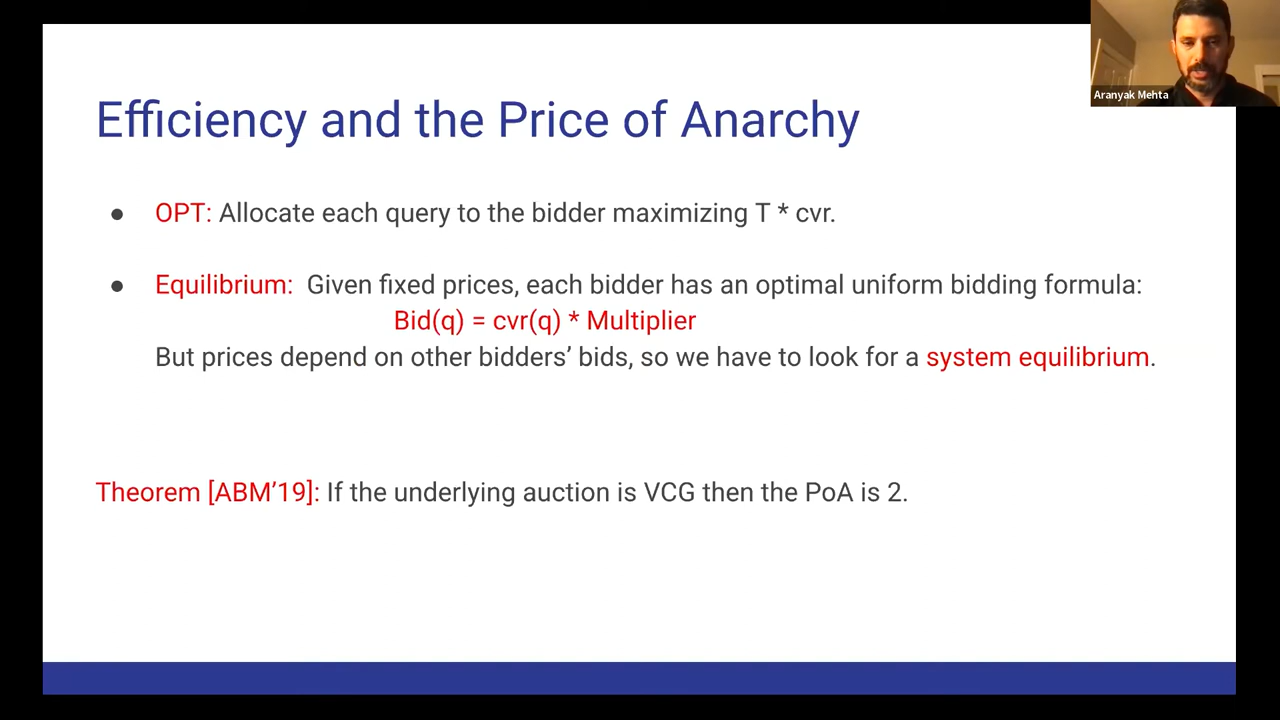 Aranyak Mehta
Efficiency and the Price of Anarchy
● OPT: Allocate each query to the bidder maximizing T * cvr.
● Equilibrium: Given fixed prices, each bidder has an optimal uniform bidding formula:
Bid(q) = cvr(q) * Multiplier
But prices depend on other bidders’ bids, so we have to look for a system equilibrium.
Theorem [ABM’19]: If the underlying auction is VCG then the PoA is 2.